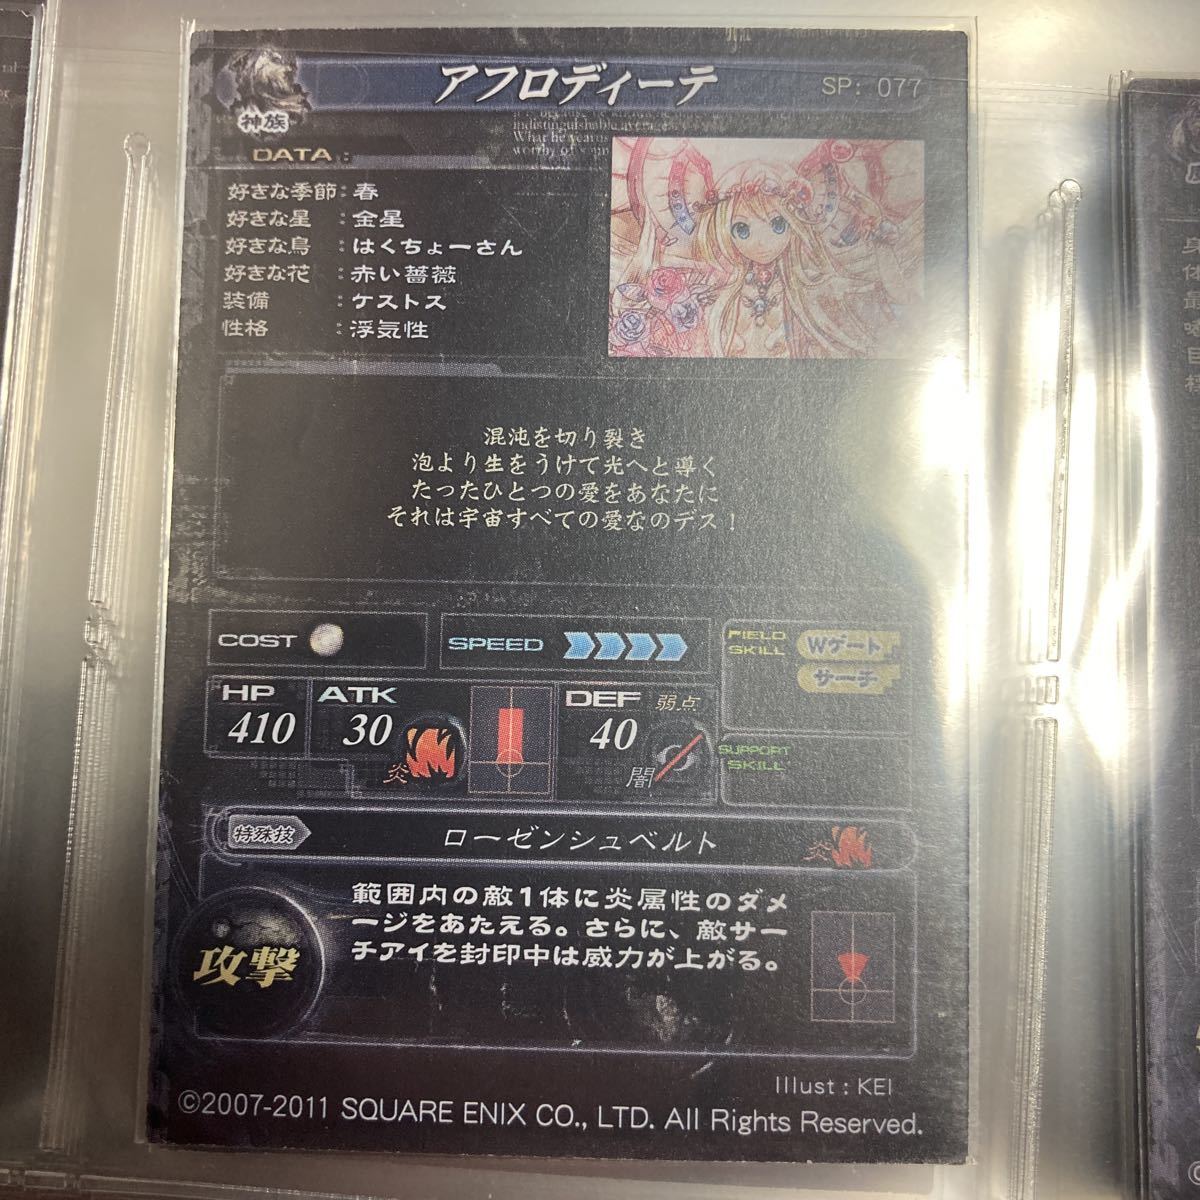 アフロディーテ
SP: 077
神族
indistinguishable averages
What he yearns
worthy of
DATA :
好きな季節 : 春
好きな星 : 金星
好きな鳥 : はくちょーさん
好きな花 : 赤い薔薇
装備 : ケストス
性格 : 浮気性
混沌を切り裂き
泡より生をうけて光へと導く
たったひとつの愛をあなたに
それは宇宙すべての愛なのデス!
COST
SPEED
FIELD SKILL
Wゲート
サーチ
HP 410
ATK 30
炎
DEF 40
弱点
闇
SUPPORT SKILL
特殊技
ローゼンシュベルト
炎
攻撃
範囲内の敵1体に炎属性のダメ
ージをあたえる。さらに、敵サー
チアイを封印中は威力が上がる。
Illust : KEI
©2007-2011 SQUARE ENIX CO., LTD. All Rights Reserved.